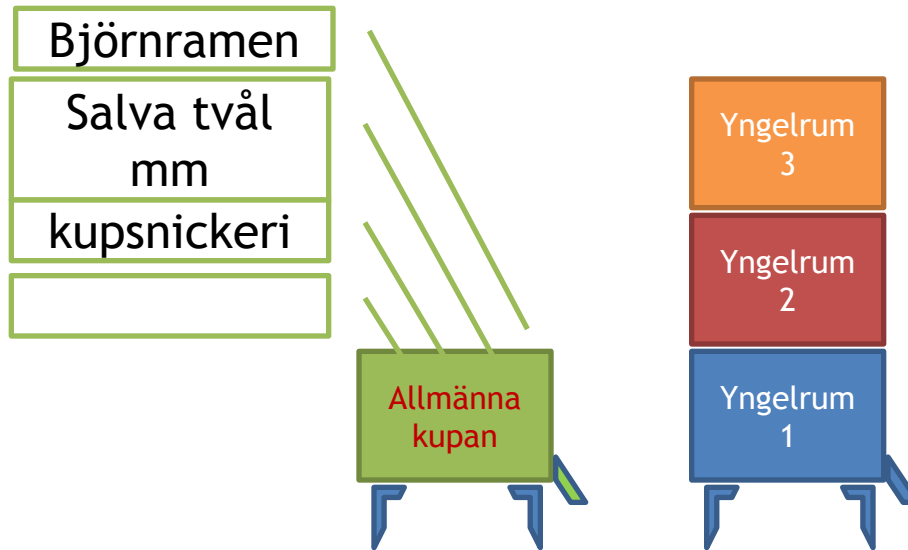 Björnramen
Salva tvål
mm
kupsnickeri
Allmänna
kupan
Yngelrum
3
Yngelrum
2
Yngelrum
1